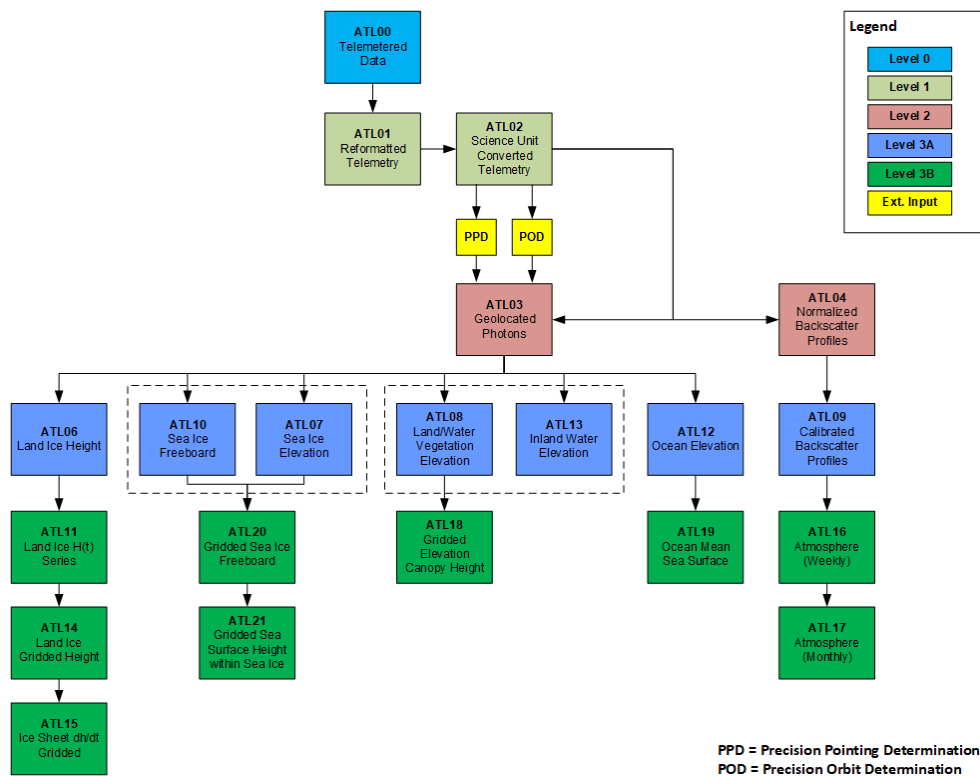 ATL00
Telemetered
Data
Legend
Level 0
Level 1
Level 2
Level 3A
Level 3B
Ext. Input
ATL01
Reformatted
Telemetry
ATL02
Science Unit
Converted
Telemetry
PPD
POD
ATL03
Geolocated
Photons
ATL04
Normalized
Backscatter
Profiles
ATL06
Land Ice Height
ATL10
Sea Ice
Freeboard
ATL07
Sea Ice
Elevation
ATL08
Land/Water
Vegetation
Elevation
ATL13
Inland Water
Elevation
ATL12
Ocean Elevation
ATL09
Calibrated
Backscatter
Profiles
ATL11
Land Ice H(t)
Series
ATL20
Gridded Sea Ice
Freeboard
ATL18
Gridded
Elevation
Canopy Height
ATL19
Ocean Mean
Sea Surface
ATL16
Atmosphere
(Weekly)
ATL14
Land Ice
Gridded Height
ATL21
Gridded Sea
Surface Height
within Sea Ice
ATL17
Atmosphere
(Monthly)
ATL15
Ice Sheet dh/dt
Gridded
PPD = Precision Pointing Determination
POD = Precision Orbit Determination